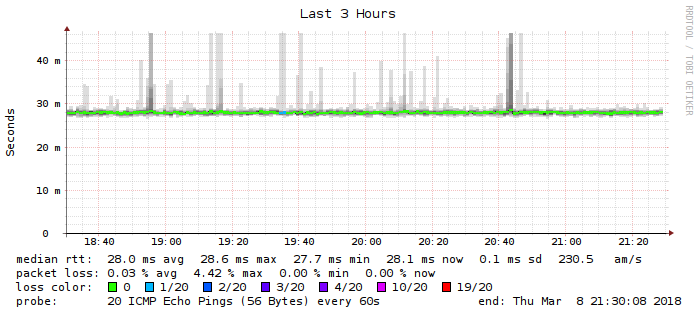 Last 3 Hours
RRDTOOL / TOBI OETIKER
Seconds
40 m
30 m
20 m
10 m
0
18:40 19:00 19:20 19:40 20:00 20:20 20:40 21:00 21:20
median rtt: 28.0 ms avg 28.6 ms max 27.7 ms min 28.1 ms now 0.1 ms sd 230.5 am/s
packet loss: 0.03 % avg 4.42 % max 0.00 % min 0.00 % now
loss color: 0 1/20 2/20 3/20 4/20 10/20 19/20
probe: 20 ICMP Echo Pings (56 Bytes) every 60s end: Thu Mar 8 21:30:08 2018